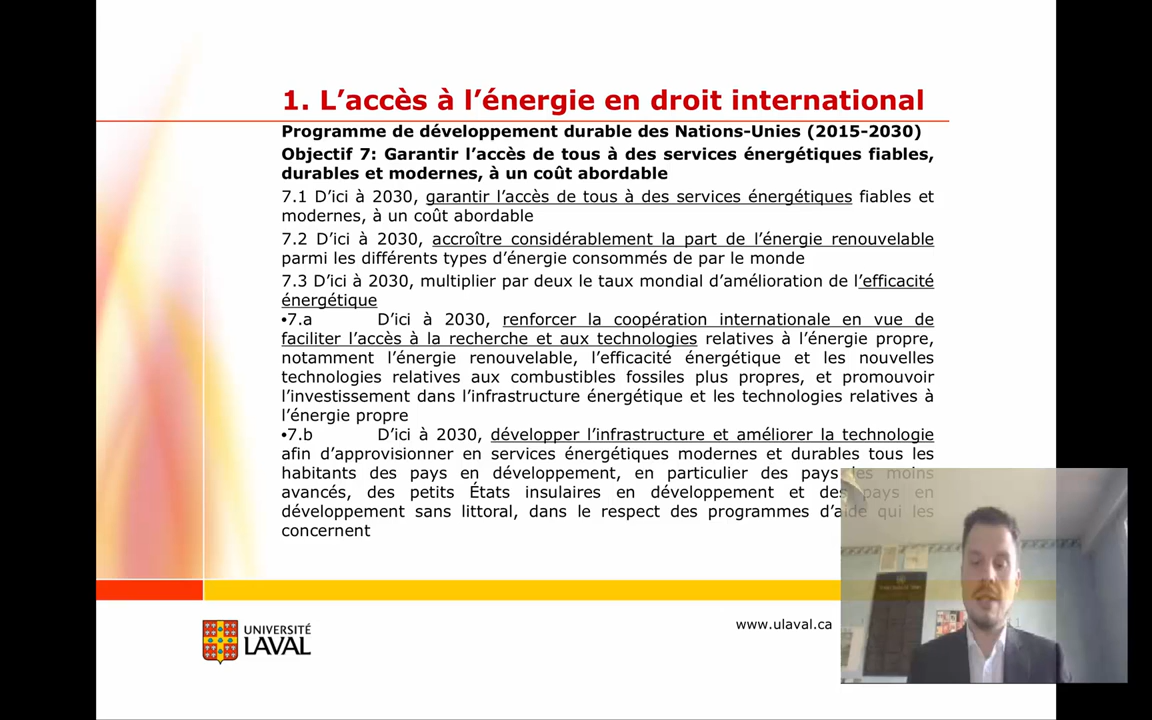 1. L’accès à l’énergie en droit international
Programme de développement durable des Nations-Unies (2015-2030)
Objectif 7: Garantir l’accès de tous à des services énergétiques fiables,
durables et modernes, à un coût abordable
7.1 D’ici à 2030, garantir l’accès de tous à des services énergétiques fiables et
modernes, à un coût abordable
7.2 D’ici à 2030, accroître considérablement la part de l’énergie renouvelable
parmi les différents types d’énergie consommés de par le monde
7.3 D’ici à 2030, multiplier par deux le taux mondial d’amélioration de l’efficacité
énergétique
•7.a D’ici à 2030, renforcer la coopération internationale en vue de
faciliter l’accès à la recherche et aux technologies relatives à l’énergie propre,
notamment l’énergie renouvelable, l’efficacité énergétique et les nouvelles
technologies relatives aux combustibles fossiles plus propres, et promouvoir
l’investissement dans l’infrastructure énergétique et les technologies relatives à
l’énergie propre
•7.b D’ici à 2030, développer l’infrastructure et améliorer la technologie
afin d’approvisionner en services énergétiques modernes et durables tous les
habitants des pays en développement, en particulier des pays les moins
avancés, des petits États insulaires en développement et des pays en
développement sans littoral, dans le respect des programmes d’aide qui les
concernent
www.ulaval.ca
UNIVERSITÉ
LAVAL